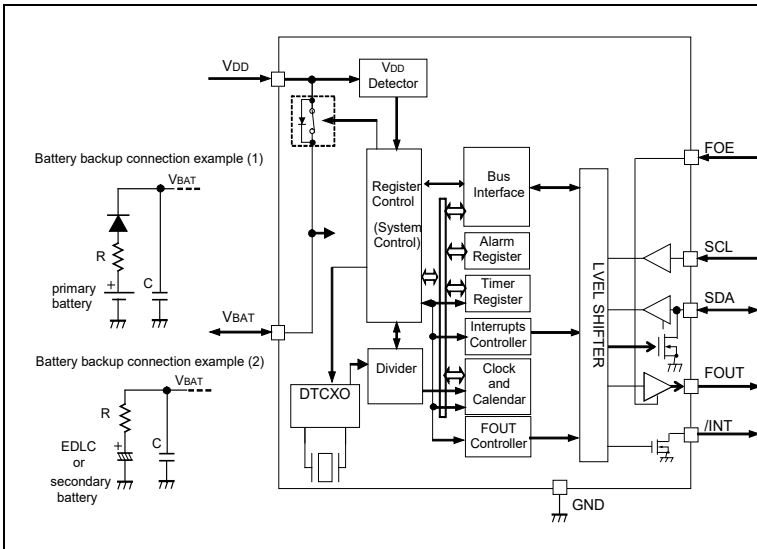 VDD
VDD
Detector
FOE
Battery backup connection example (1)
VBAT
Register
Control
(System
Control)
Bus
Interface
R
+
C
primary
battery
Alarm
Register
SCL
Timer
Register
LVEL SHIFTER
SDA
VBAT
Interrupts
Controller
Battery backup connection example (2)
VBAT
Divider
Clock
and
Calendar
FOUT
DTCXO
R
+
C
EDLC
or
secondary
battery
FOUT
Controller
/INT
GND